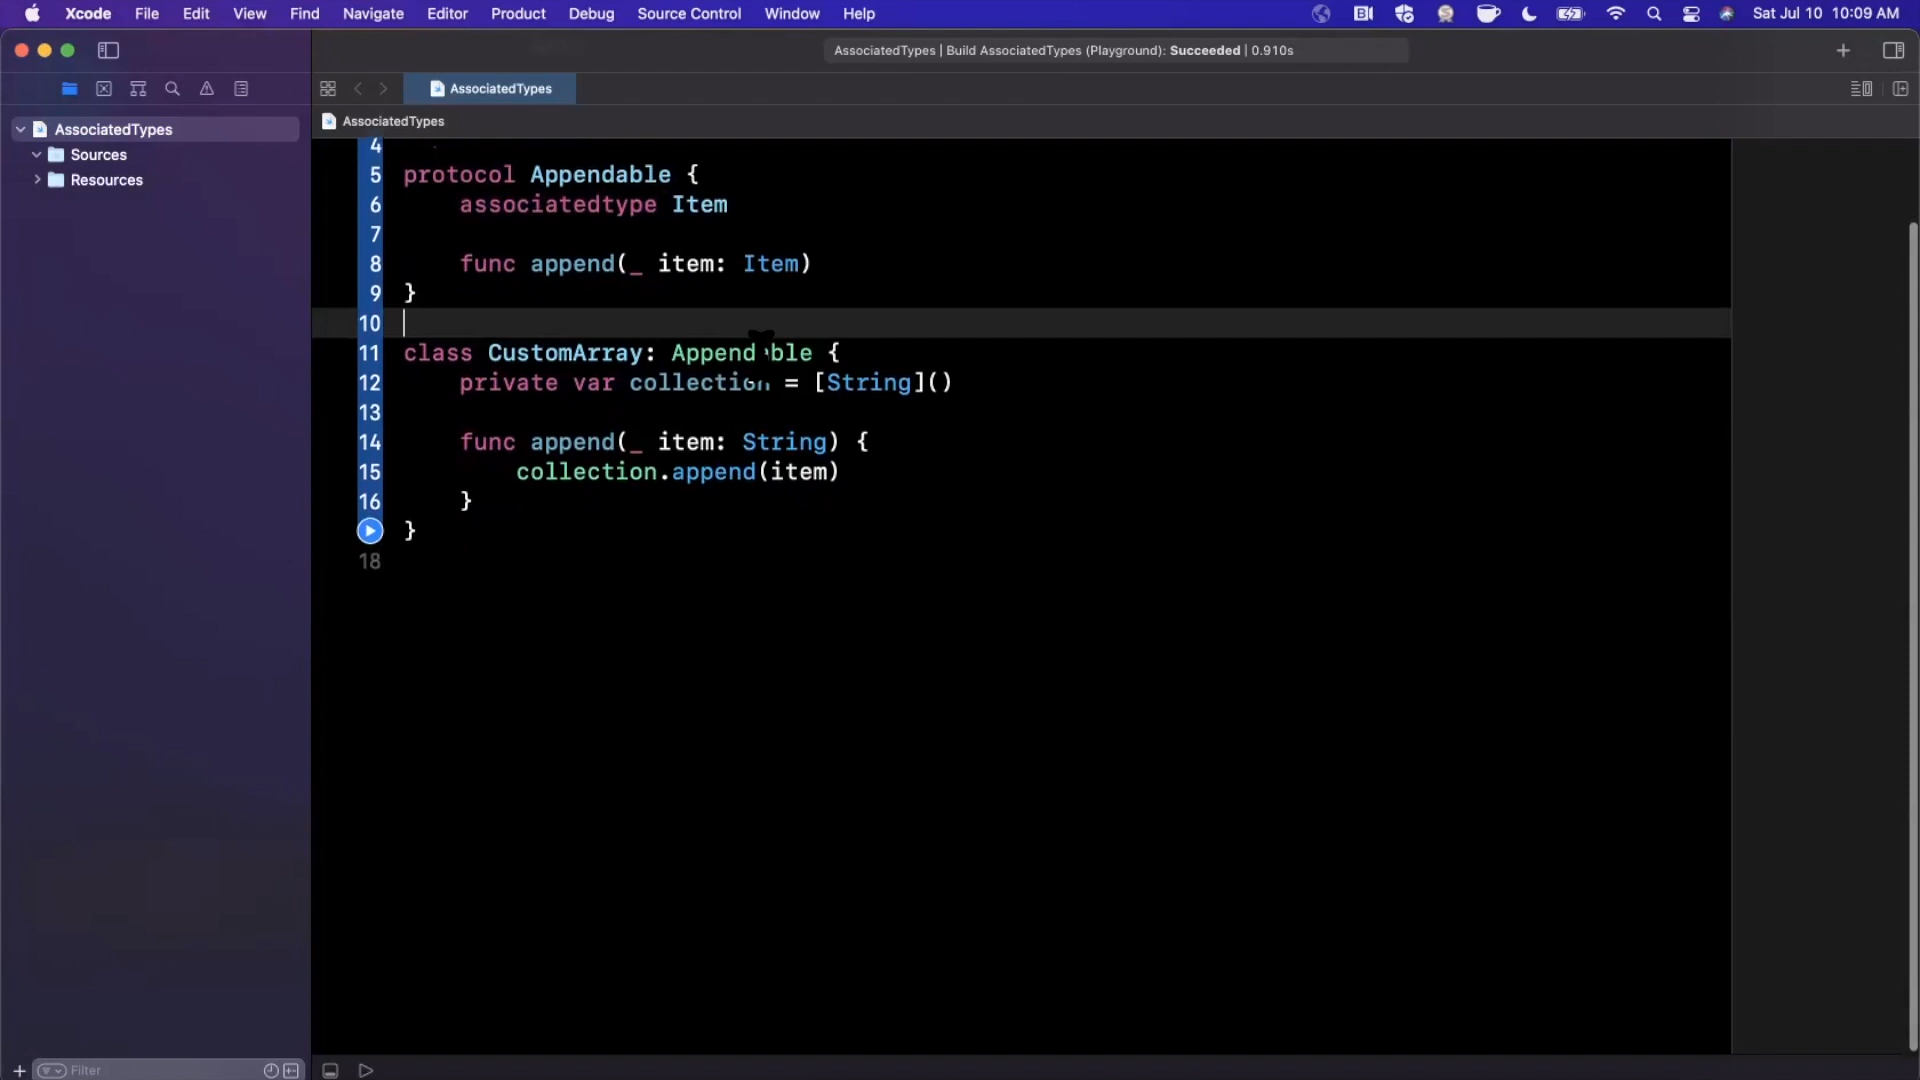 Xcode File Edit View Find Navigate Editor Product Debug Source Control Window Help Sat Jul 10 10:09 AM
AssociatedTypes | Build AssociatedTypes (Playground): Succeeded | 0.910s
AssociatedTypes
AssociatedTypes
AssociatedTypes
Sources
Resources
4
5 protocol Appendable {
6 associatedtype Item
7
8 func append(_ item: Item)
9 }
10
11 class CustomArray: Appendable {
12 private var collection = [String]()
13
14 func append(_ item: String) {
15 collection.append(item)
16 }
}
18
Filter